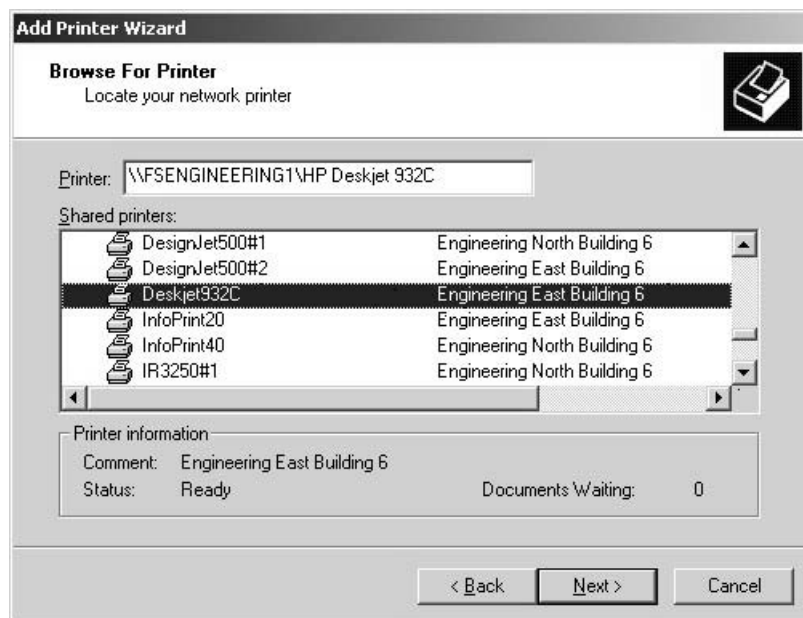 Add Printer Wizard
Browse For Printer
Locate your network printer
Printer: \\FSENGINEERING1\HP Deskjet 932C
Shared printers:
DesignJet500#1 Engineering North Building 6
DesignJet500#2 Engineering East Building 6
Deskjet932C Engineering East Building 6
InfoPrint20 Engineering East Building 6
InfoPrint40 Engineering North Building 6
IR3250#1 Engineering North Building 6
Printer information
Comment: Engineering East Building 6
Status: Ready Documents Waiting: 0
< Back Next > Cancel